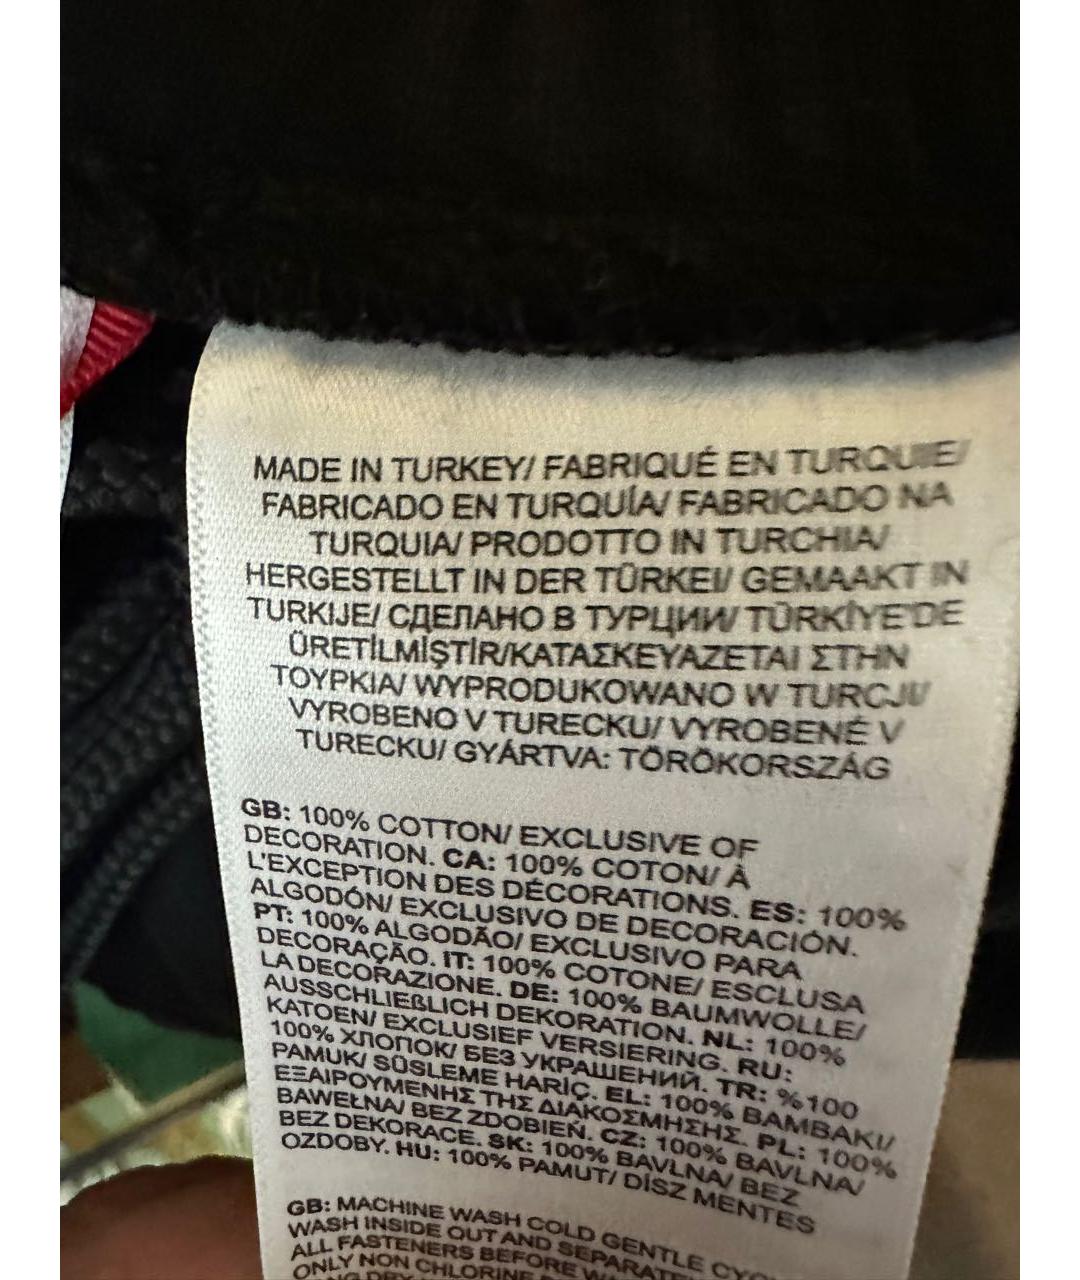 MADE IN TURKEY/ FABRIQUÉ EN TURQUIE/
FABRICADO EN TURQUÍA/ FABRICADO NA
TURQUIA/ PRODOTTO IN TURCHIA/
HERGESTELLT IN DER TÜRKEI/ GEMAAKT IN
TURKIJE/ СДЕЛАНО В ТУРЦИИ/ TÜRKİYE'DE
ÜRETİLMİŞTİR/ΚΑΤΑΣΚΕΥΑΖΕΤΑΙ ΣΤΗΝ
ΤΟΥΡΚΙΑ/ WYPRODUKOWANO W TURCJI/
VYROBENO V TURECKU/ VYROBENÉ V
TURECKU/ GYÁRTVA: TÖRÖKORSZÁG
GB: 100% COTTON/ EXCLUSIVE OF
DECORATION. CA: 100% COTON/ À
L'EXCEPTION DES DÉCORATIONS. ES: 100%
ALGODÓN/ EXCLUSIVO DE DECORACIÓN.
PT: 100% ALGODÃO/ EXCLUSIVO PARA
DECORAÇÃO. IT: 100% COTONE/ ESCLUSA
LA DECORAZIONE. DE: 100% BAUMWOLLE/
AUSSCHLIEßLICH DEKORATION. NL: 100%
KATOEN/ EXCLUSIEF VERSIERING. RU:
100% ХЛОПОК/ БЕЗ УКРАШЕНИЙ. TR: %100
PAMUK/ SÜSLEME HARİÇ. EL: 100% ΒΑΜΒΑΚΙ/
ΕΞΑΙΡΟΥΜΕΝΗΣ ΤΗΣ ΔΙΑΚΟΣΜΗΣΗΣ. PL: 100%
BAWEŁNA/ BEZ ZDOBIEŃ. CZ: 100% BAVLNA/
BEZ DEKORACE. SK: 100% BAVLNA/ BEZ
OZDOBY. HU: 100% PAMUT/ DÍSZ MENTES
GB: MACHINE WASH COLD GENTLE
WASH INSIDE OUT AND
ALL FASTENERS BEFORE
ONLY NON CHLORINE